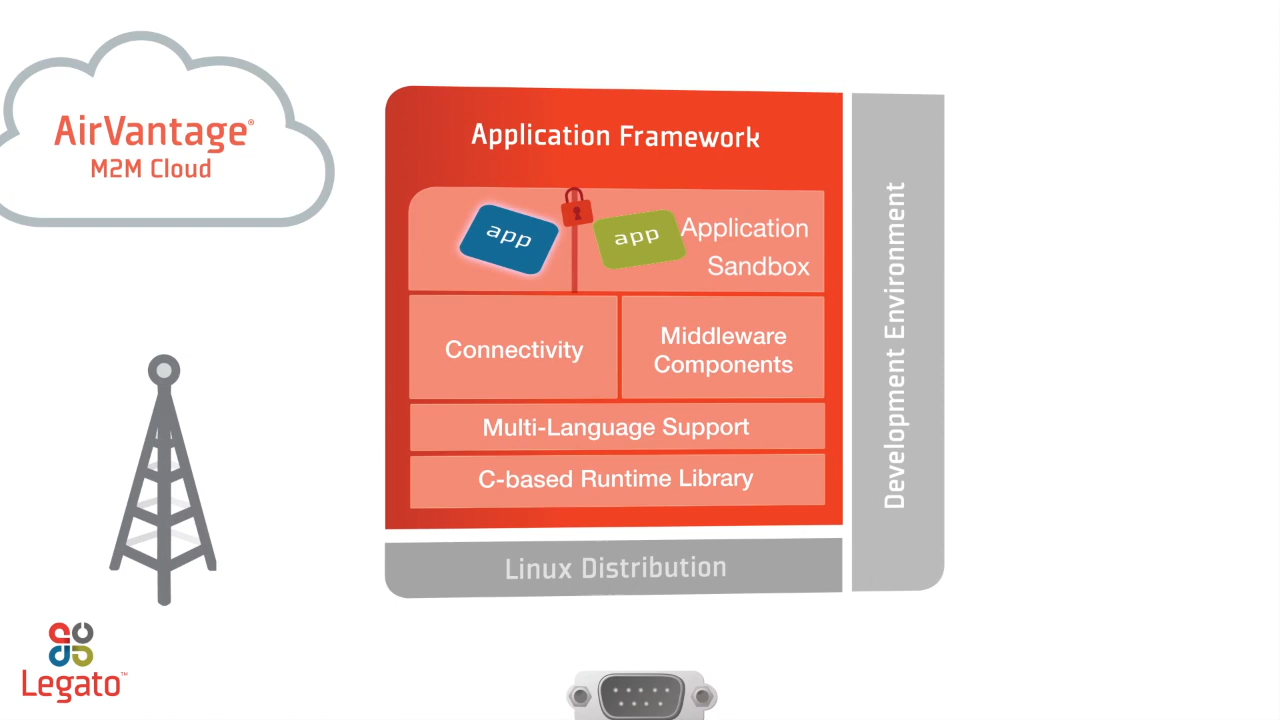 AirVantage®
M2M Cloud
Application Framework
app
app
Application
Sandbox
Connectivity
Middleware
Components
Multi-Language Support
C-based Runtime Library
Linux Distribution
Development Environment
Legato™